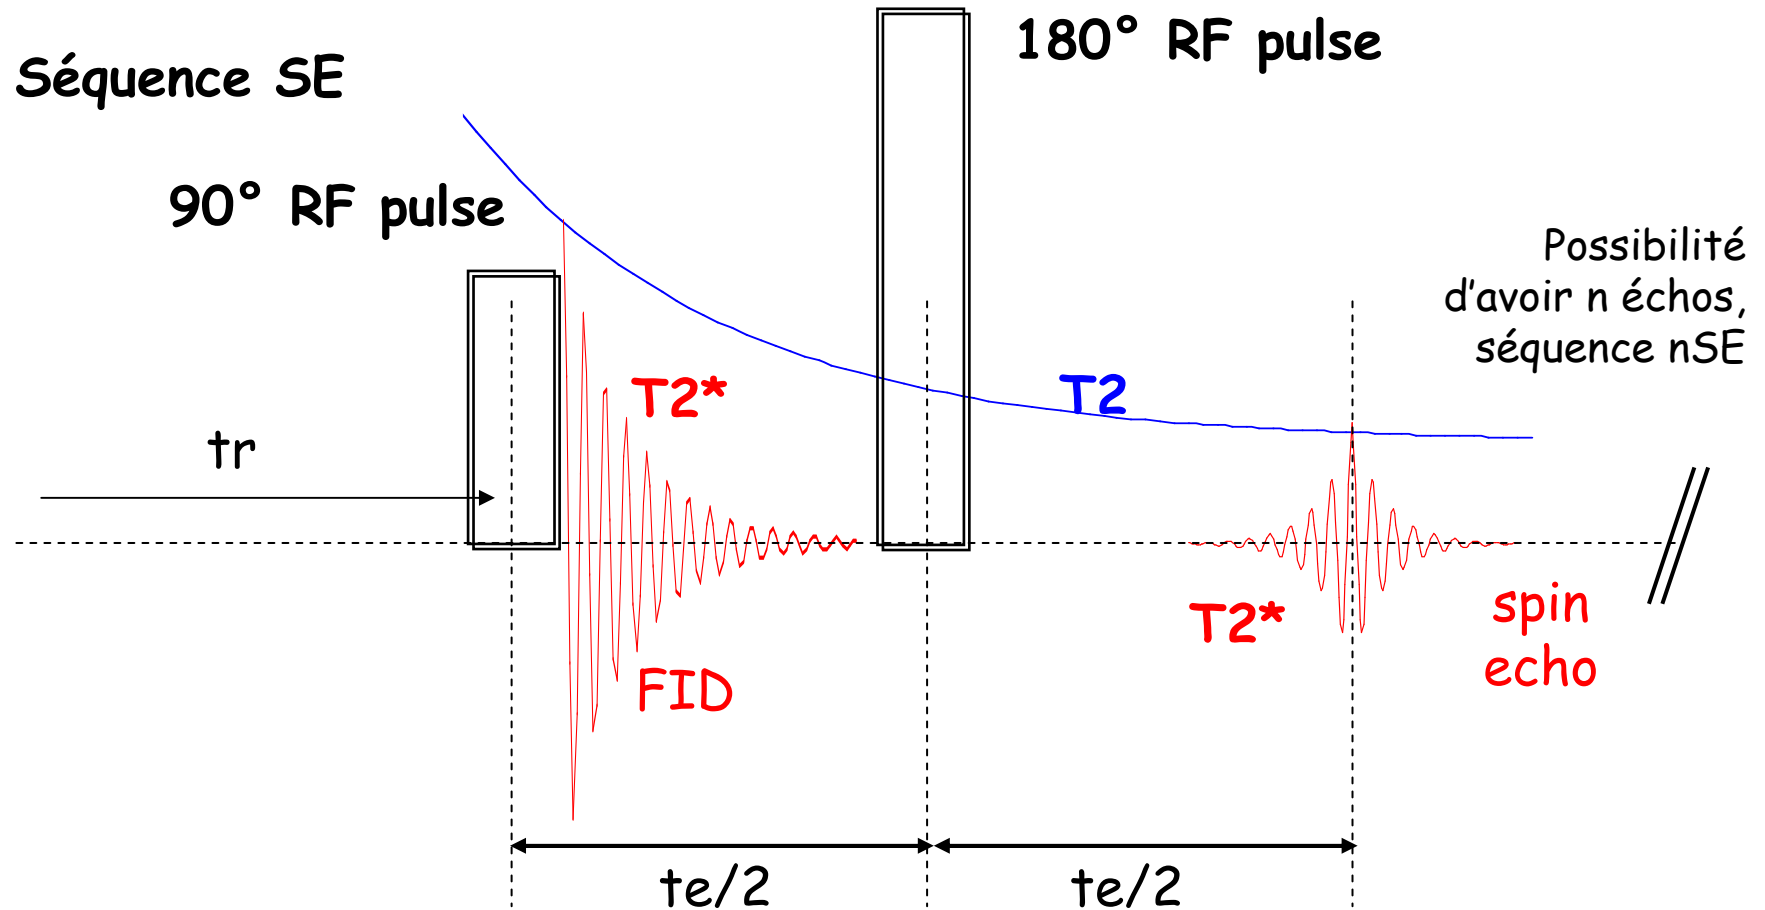 Séquence SE
180° RF pulse
90° RF pulse
Possibilité
d'avoir n échos,
séquence nSE
T2*
T2
tr
T2*
spin
echo
FID
te/2
te/2